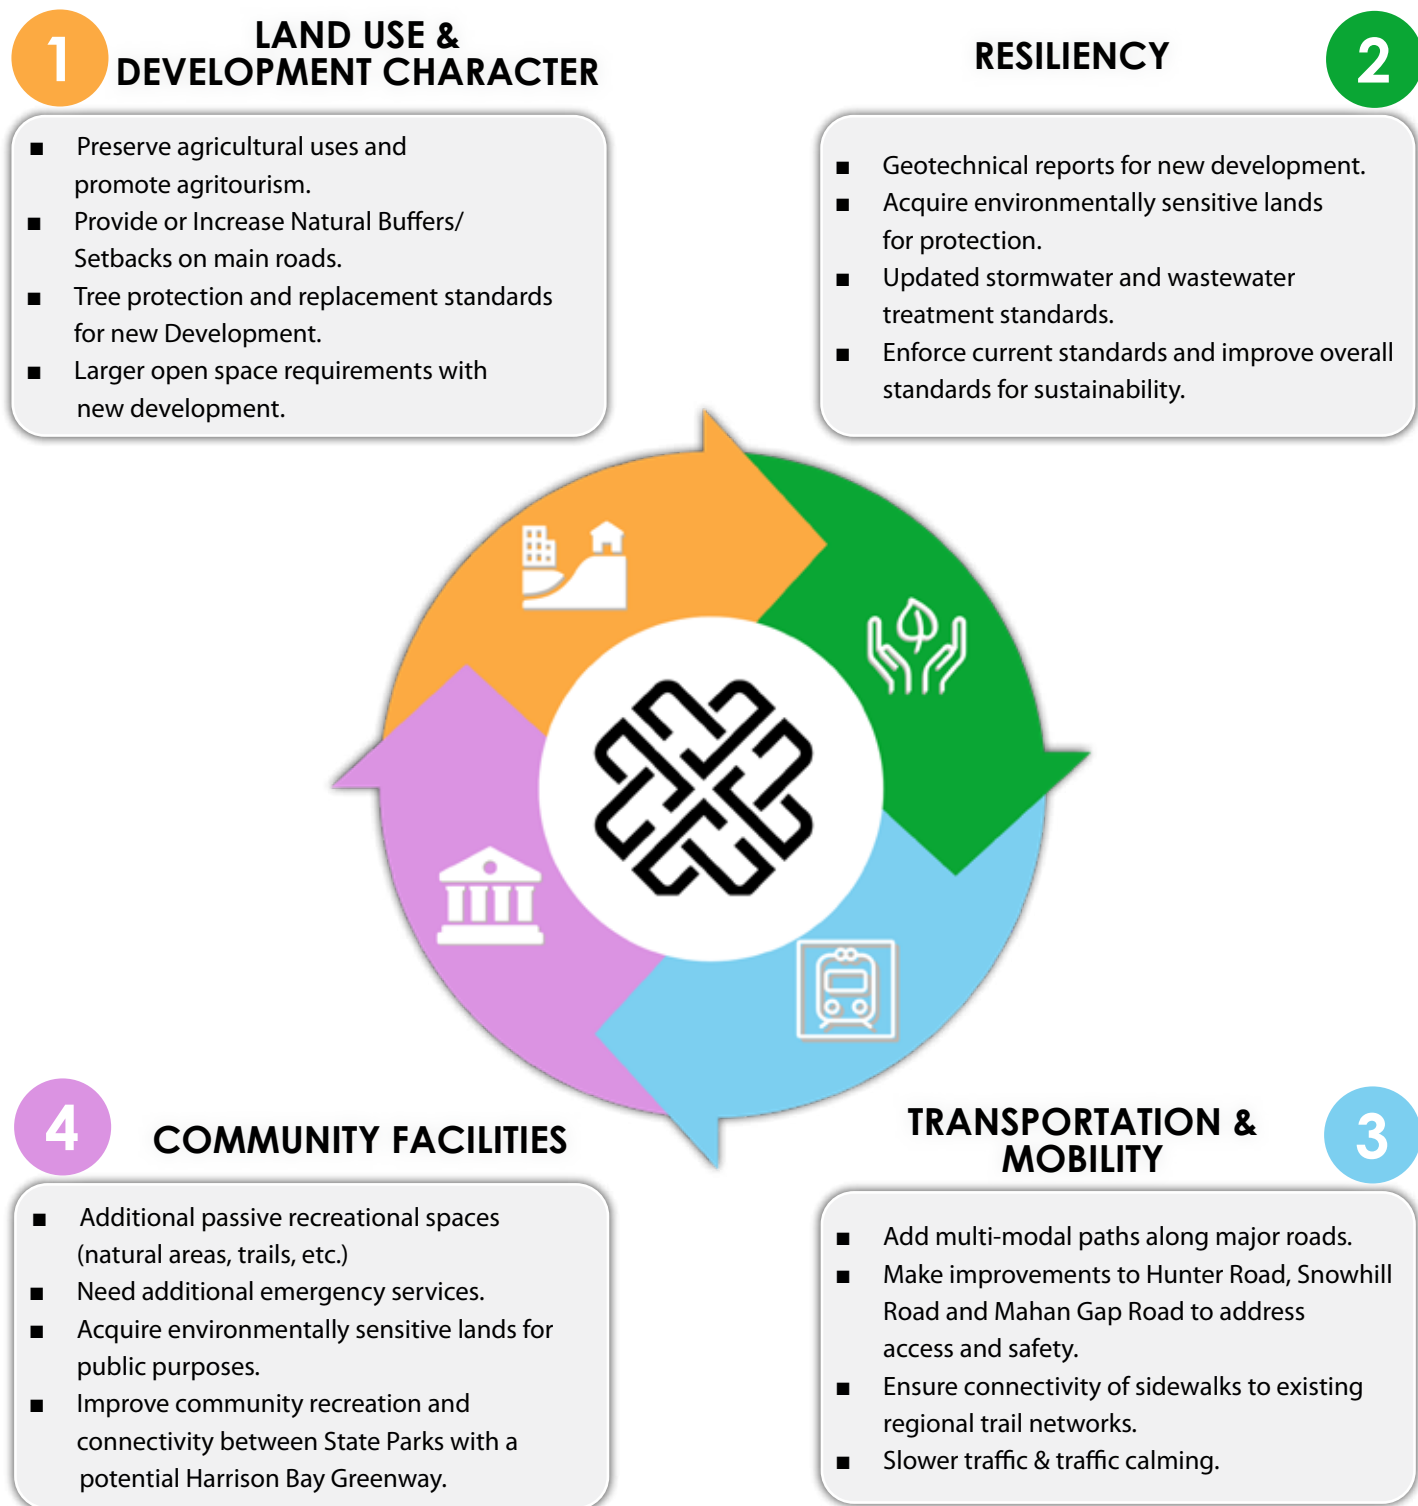 1
LAND USE &
DEVELOPMENT CHARACTER
■ Preserve agricultural uses and
promote agritourism.
■ Provide or Increase Natural Buffers/
Setbacks on main roads.
■ Tree protection and replacement standards
for new Development.
■ Larger open space requirements with
new development.
RESILIENCY
2
■ Geotechnical reports for new development.
■ Acquire environmentally sensitive lands
for protection.
■ Updated stormwater and wastewater
treatment standards.
■ Enforce current standards and improve overall
standards for sustainability.
4
COMMUNITY FACILITIES
■ Additional passive recreational spaces
(natural areas, trails, etc.)
■ Need additional emergency services.
■ Acquire environmentally sensitive lands for
public purposes.
■ Improve community recreation and
connectivity between State Parks with a
potential Harrison Bay Greenway.
TRANSPORTATION &
MOBILITY
3
■ Add multi-modal paths along major roads.
■ Make improvements to Hunter Road, Snowhill
Road and Mahan Gap Road to address
access and safety.
■ Ensure connectivity of sidewalks to existing
regional trail networks.
■ Slower traffic & traffic calming.